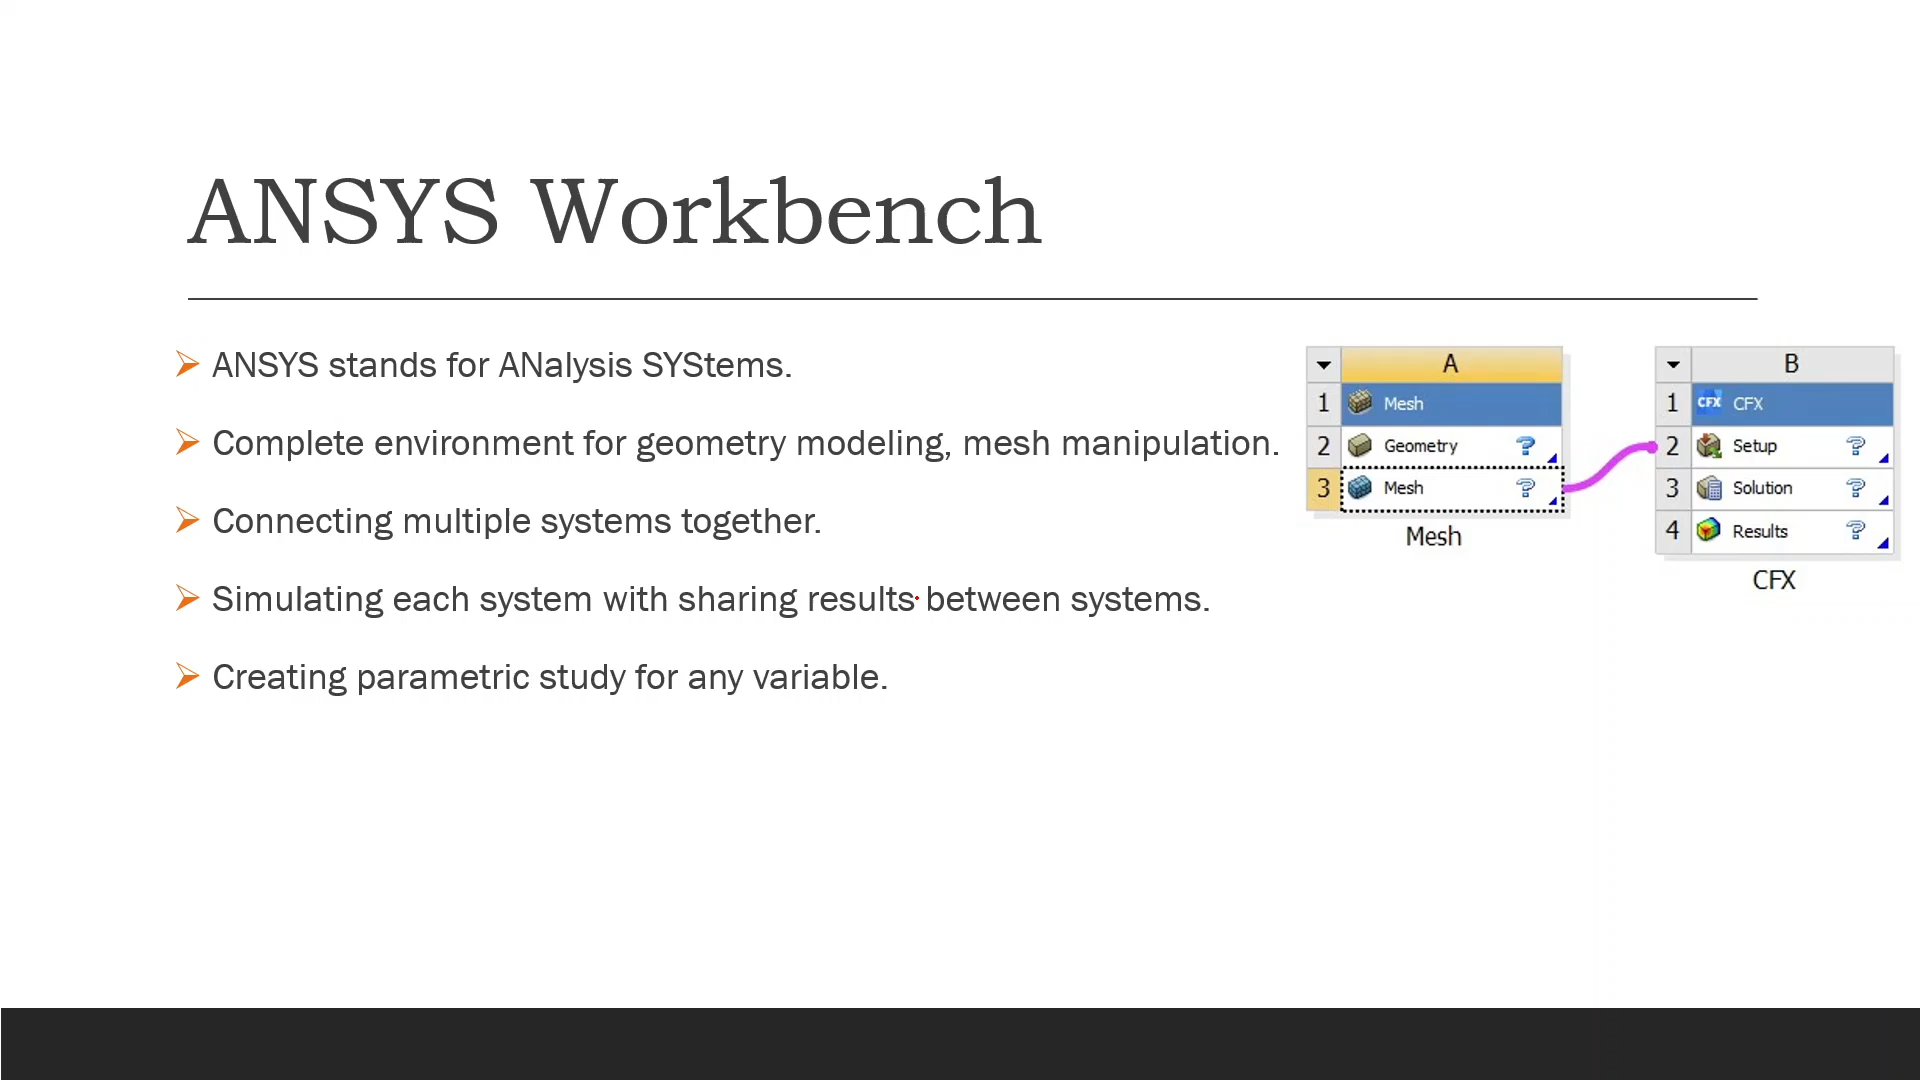 ANSYS Workbench
ANSYS stands for ANalysis SYStems.
Complete environment for geometry modeling, mesh manipulation.
Connecting multiple systems together.
Simulating each system with sharing results between systems.
Creating parametric study for any variable.
A
1 Mesh
2 Geometry ?
3 Mesh ?
Mesh
B
1 CFX CFX
2 Setup ?
3 Solution ?
4 Results ?
CFX